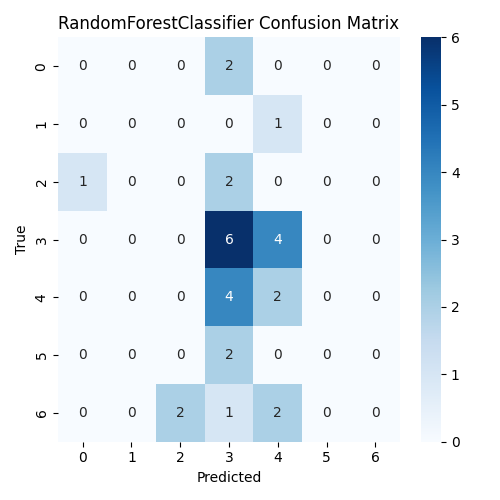 RandomForestClassifier Confusion Matrix
0 0 0 0 2 0 0 0
1 0 0 0 0 1 0 0
2 1 0 0 2 0 0 0
3 0 0 0 6 4 0 0
4 0 0 0 4 2 0 0
5 0 0 0 2 0 0 0
6 0 0 2 1 2 0 0
0 1 2 3 4 5 6
True
Predicted
6
5
4
3
2
1
0